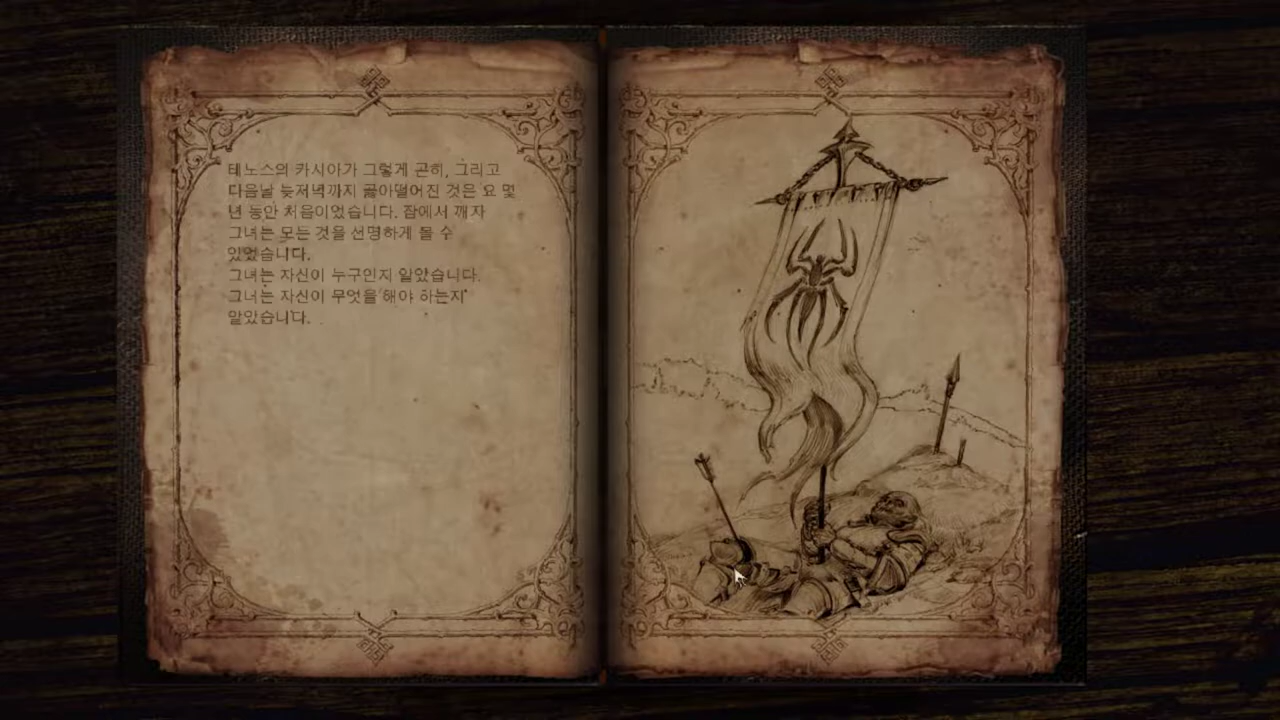 테노스의 카시아가 그렇게 곤히, 그리고
다음날 늦저녁까지 곯아떨어진 것은 요 몇
년 동안 처음이었습니다. 잠에서 깨자
그녀는 모든 것을 선명하게 볼 수
있었습니다.
그녀는 자신이 누구인지 알았습니다.
그녀는 자신이 무엇을 해야 하는지
알았습니다.